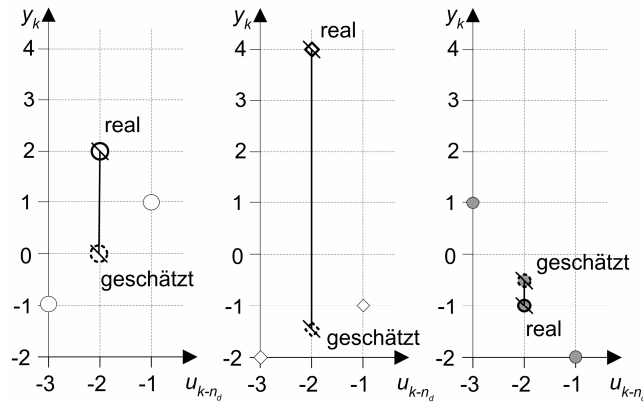 y_k
4
3
2
1
0
-1
-2
real
geschätzt
-3 -2 -1 u_{k-n_d}
y_k
4
3
2
1
0
-1
-2
real
geschätzt
-3 -2 -1 u_{k-n_d}
y_k
4
3
2
1
0
-1
-2
geschätzt
real
-3 -2 -1 u_{k-n_d}